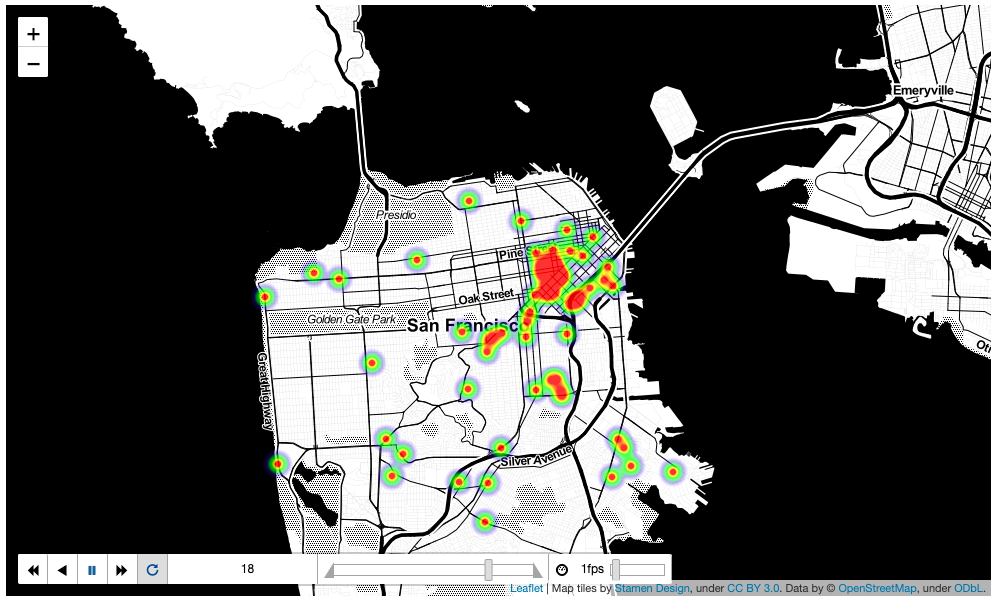 +
−
Emeryville
Presidio
Pine S
Oak Street
Golden Gate Park
San Francisco
Great Highway
Silver Avenue
18
1fps
Leaflet | Map tiles by Stamen Design, under CC BY 3.0. Data by © OpenStreetMap, under ODbL.